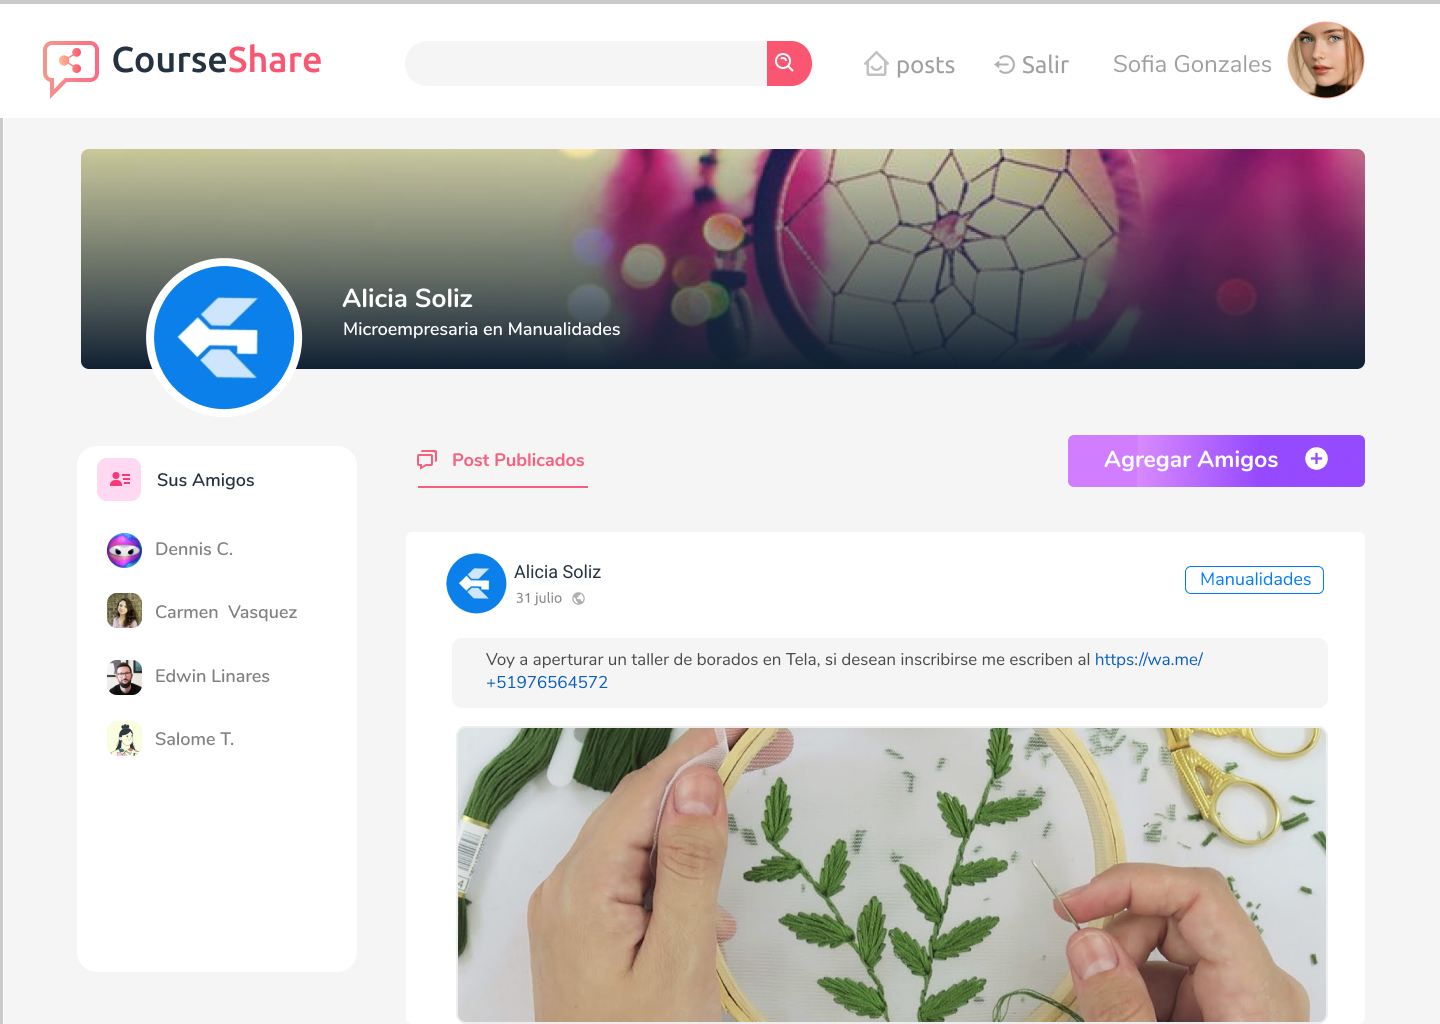 CourseShare
posts
Salir
Sofia Gonzales
Alicia Soliz
Microempresaria en Manualidades
Sus Amigos
Dennis C.
Carmen  Vasquez
Edwin Linares
Salome T.
Post Publicados
Agregar Amigos
Alicia Soliz
31 julio
Manualidades
Voy a aperturar un taller de borados en Tela, si desean inscribirse me escriben al https://wa.me/
+51976564572